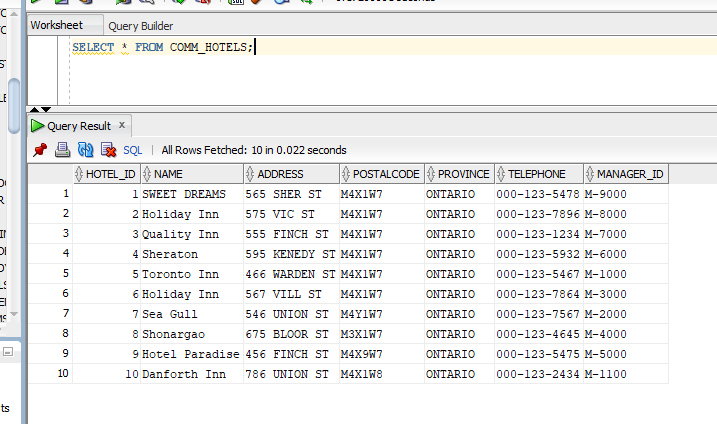 Worksheet Query Builder
SELECT * FROM COMM_HOTELS;
Query Result x
SQL All Rows Fetched: 10 in 0.022 seconds
HOTEL_ID NAME ADDRESS POSTALCODE PROVINCE TELEPHONE MANAGER_ID
1 1 SWEET DREAMS 565 SHER ST M4X1W7 ONTARIO 000-123-5478 M-9000
2 2 Holiday Inn 575 VIC ST M4X1W7 ONTARIO 000-123-7896 M-8000
3 3 Quality Inn 555 FINCH ST M4X1W7 ONTARIO 000-123-1234 M-7000
4 4 Sheraton 595 KENEDY ST M4X1W7 ONTARIO 000-123-5932 M-6000
5 5 Toronto Inn 466 WARDEN ST M4X1W7 ONTARIO 000-123-5467 M-1000
6 6 Holiday Inn 567 VILL ST M4X1W7 ONTARIO 000-123-7864 M-3000
7 7 Sea Gull 546 UNION ST M4Y1W7 ONTARIO 000-123-7567 M-2000
8 8 Shonargao 675 BLOOR ST M3X1W7 ONTARIO 000-123-4645 M-4000
9 9 Hotel Paradise 456 FINCH ST M4X9W7 ONTARIO 000-123-5475 M-5000
10 10 Danforth Inn 786 UNION ST M4X1W8 ONTARIO 000-123-2434 M-1100
ts